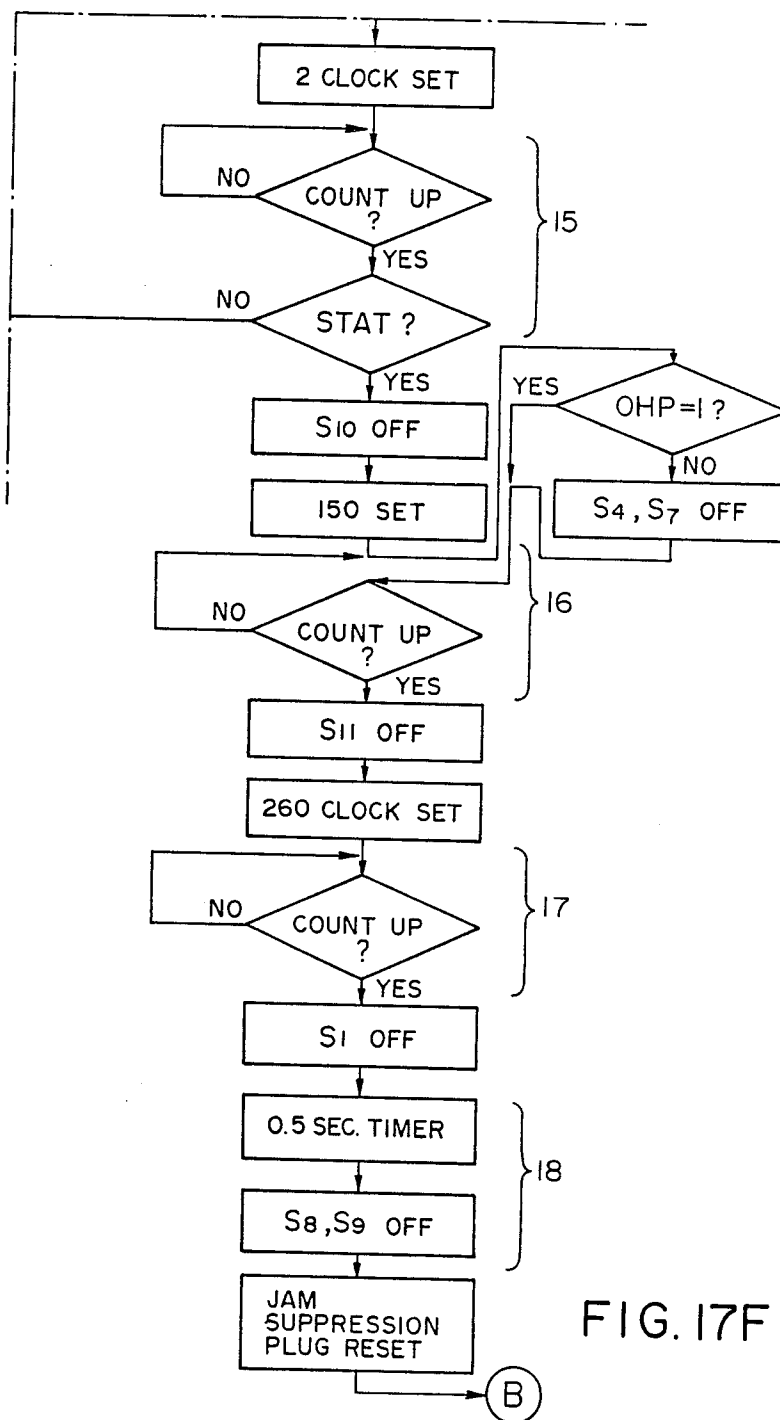 2 CLOCK SET
NO
COUNT UP
?
15
YES
NO
STAT ?
YES
YES
OHP=1 ?
S10 OFF
NO
150 SET
S4, S7 OFF
16
NO
COUNT UP
?
YES
S11 OFF
260 CLOCK SET
17
NO
COUNT UP
?
YES
S1 OFF
0.5 SEC. TIMER
18
S8, S9 OFF
JAM
SUPPRESSION
PLUG RESET
FIG. 17F
B